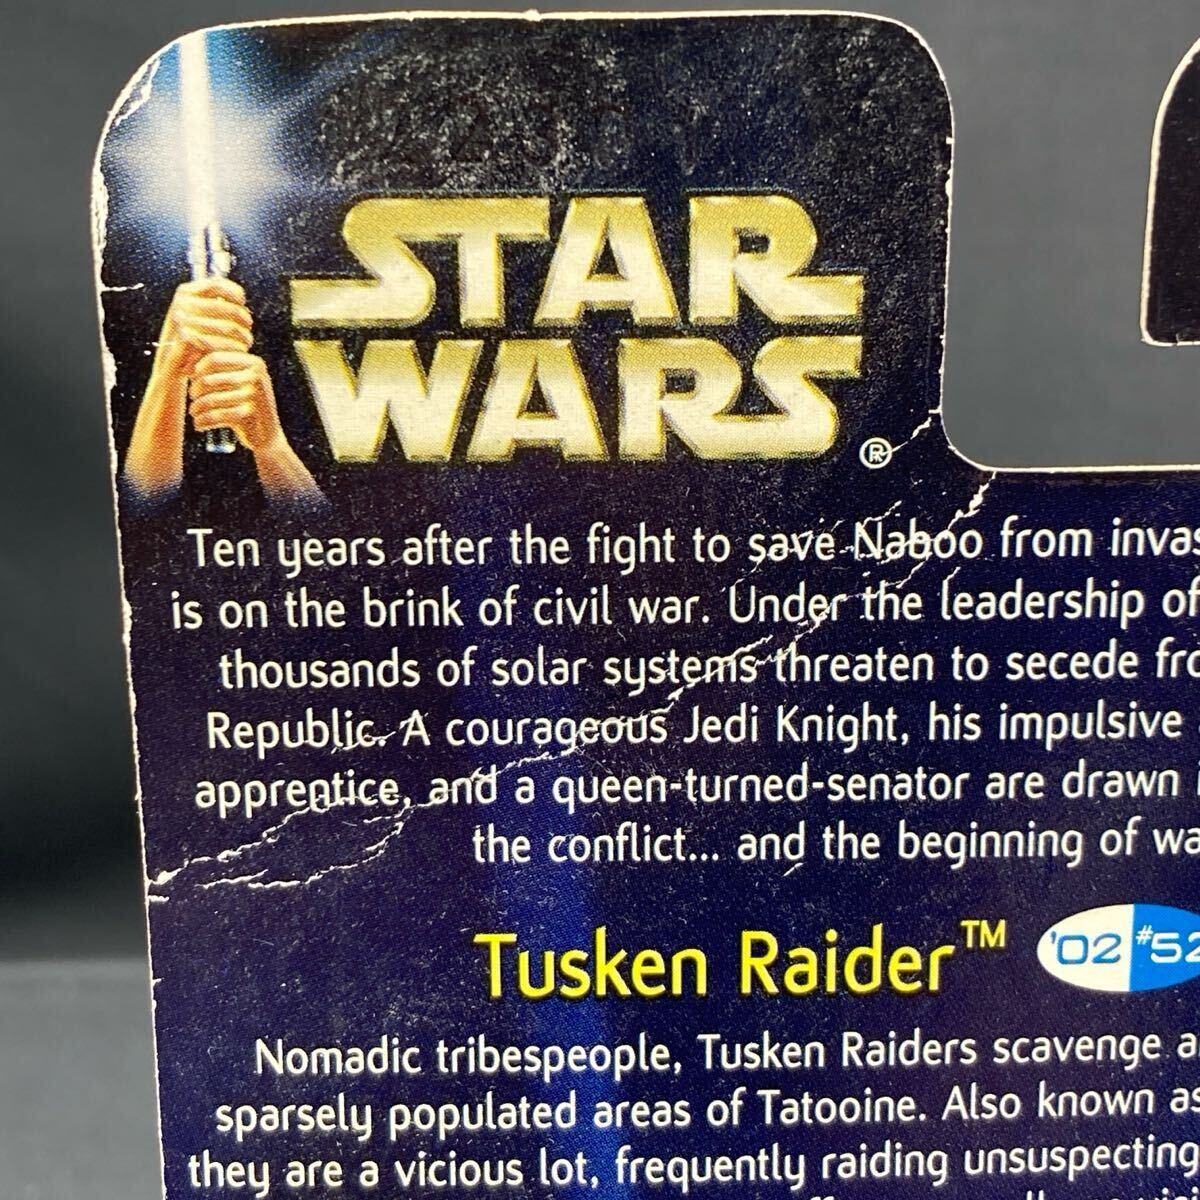 STAR
WARS®
Ten years after the fight to save Naboo from invas
is on the brink of civil war. Under the leadership of
thousands of solar systems threaten to secede fro
Republic. A courageous Jedi Knight, his impulsive
apprentice, and a queen-turned-senator are drawn i
the conflict... and the beginning of wa
Tusken Raider™ '02 #52
Nomadic tribespeople, Tusken Raiders scavenge a
sparsely populated areas of Tatooine. Also known as
they are a vicious lot, frequently raiding unsuspecting